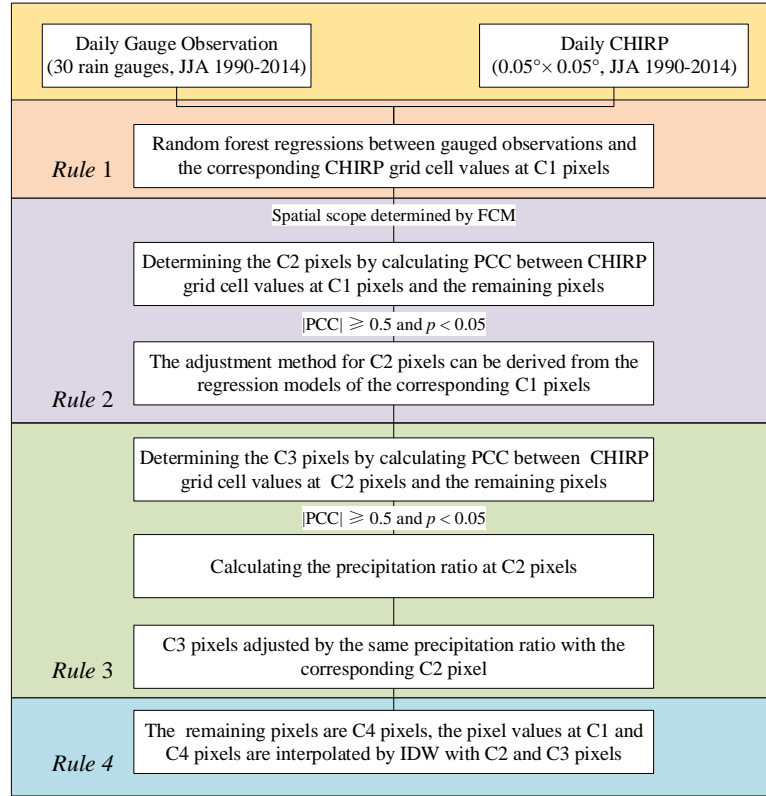 Daily Gauge Observation
(30 rain gauges, JJA 1990-2014)
Daily CHIRP
(0.05°× 0.05°, JJA 1990-2014)
Rule 1
Random forest regressions between gauged observations and
the corresponding CHIRP grid cell values at C1 pixels
Spatial scope determined by FCM
Determining the C2 pixels by calculating PCC between CHIRP
grid cell values at C1 pixels and the remaining pixels
|PCC| ≥ 0.5 and p < 0.05
The adjustment method for C2 pixels can be derived from the
regression models of the corresponding C1 pixels
Rule 2
Determining the C3 pixels by calculating PCC between CHIRP
grid cell values at C2 pixels and the remaining pixels
|PCC| ≥ 0.5 and p < 0.05
Calculating the precipitation ratio at C2 pixels
C3 pixels adjusted by the same precipitation ratio with the
corresponding C2 pixel
Rule 3
The remaining pixels are C4 pixels, the pixel values at C1 and
C4 pixels are interpolated by IDW with C2 and C3 pixels
Rule 4